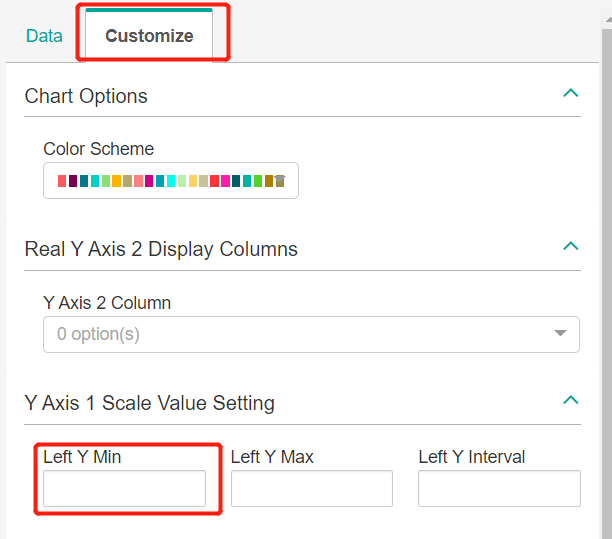 Data Customize
Chart Options
Color Scheme
Real Y Axis 2 Display Columns
Y Axis 2 Column
0 option(s)
Y Axis 1 Scale Value Setting
Left Y Min Left Y Max Left Y Interval